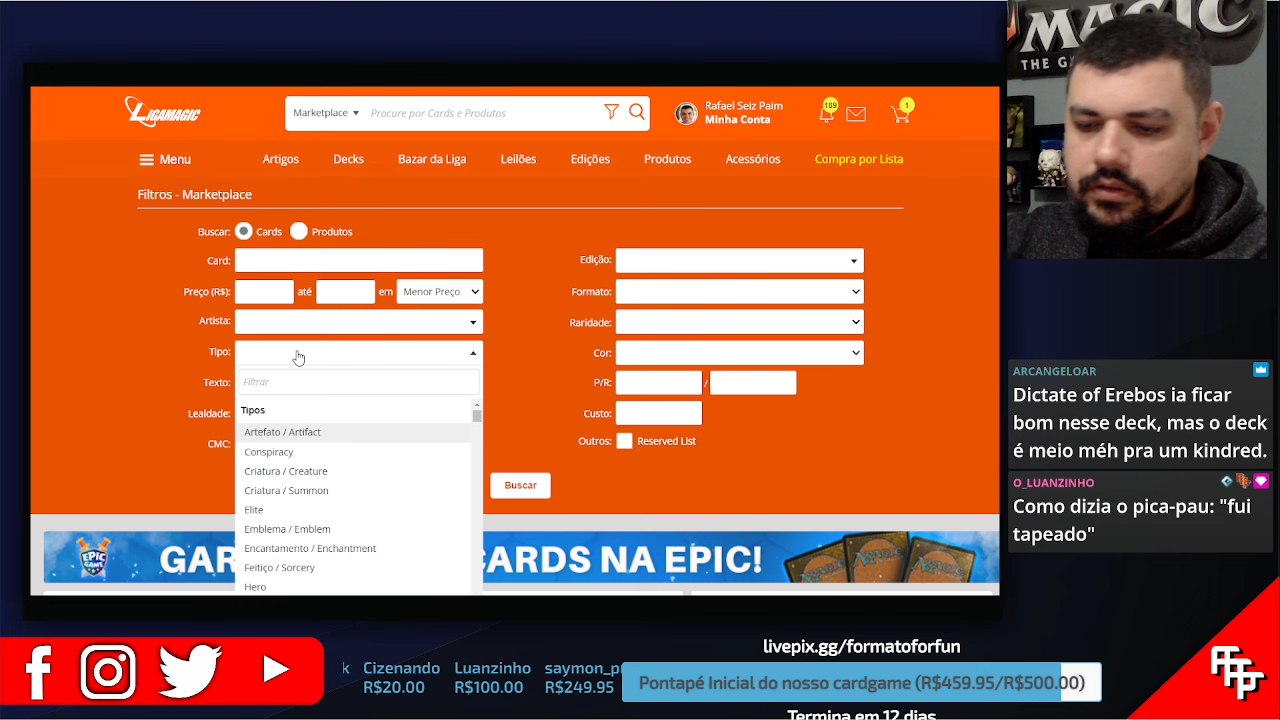 LIGAMAGIC
Marketplace
Procure por Cards e Produtos
Rafael Seiz Paim
Minha Conta
189
1
Menu
Artigos
Decks
Bazar da Liga
Leilões
Edições
Produtos
Acessórios
Compra por Lista
Filtros - Marketplace
Buscar:
Cards
Produtos
Card:
Edição:
Preço (R$):
até
em
Menor Preço
Formato:
Artista:
Raridade:
Tipo:
Cor:
Texto:
Filtrar
P/R:
/
Lealdade:
Custo:
CMC:
Outros:
Reserved List
Tipos
Artefato / Artifact
Conspiracy
Criatura / Creature
Criatura / Summon
Elite
Emblema / Emblem
Encantamento / Enchantment
Feitiço / Sorcery
Hero
Buscar
EPIC GAME
GAR
CARDS NA EPIC!
MAGIC
THE G
ARCANGELOAR
Dictate of Erebos ia ficar
bom nesse deck, mas o deck
é meio méh pra um kindred.
O_LUANZINHO
Como dizia o pica-pau: "fui
tapeado"
livepix.gg/formatoforfun
k
Cizenando
R$20.00
Luanzinho
R$100.00
saymon_p
R$249.95
Pontapé Inicial do nosso cardgame (R$459.95/R$500.00)
Termina em 12 dias
FFF